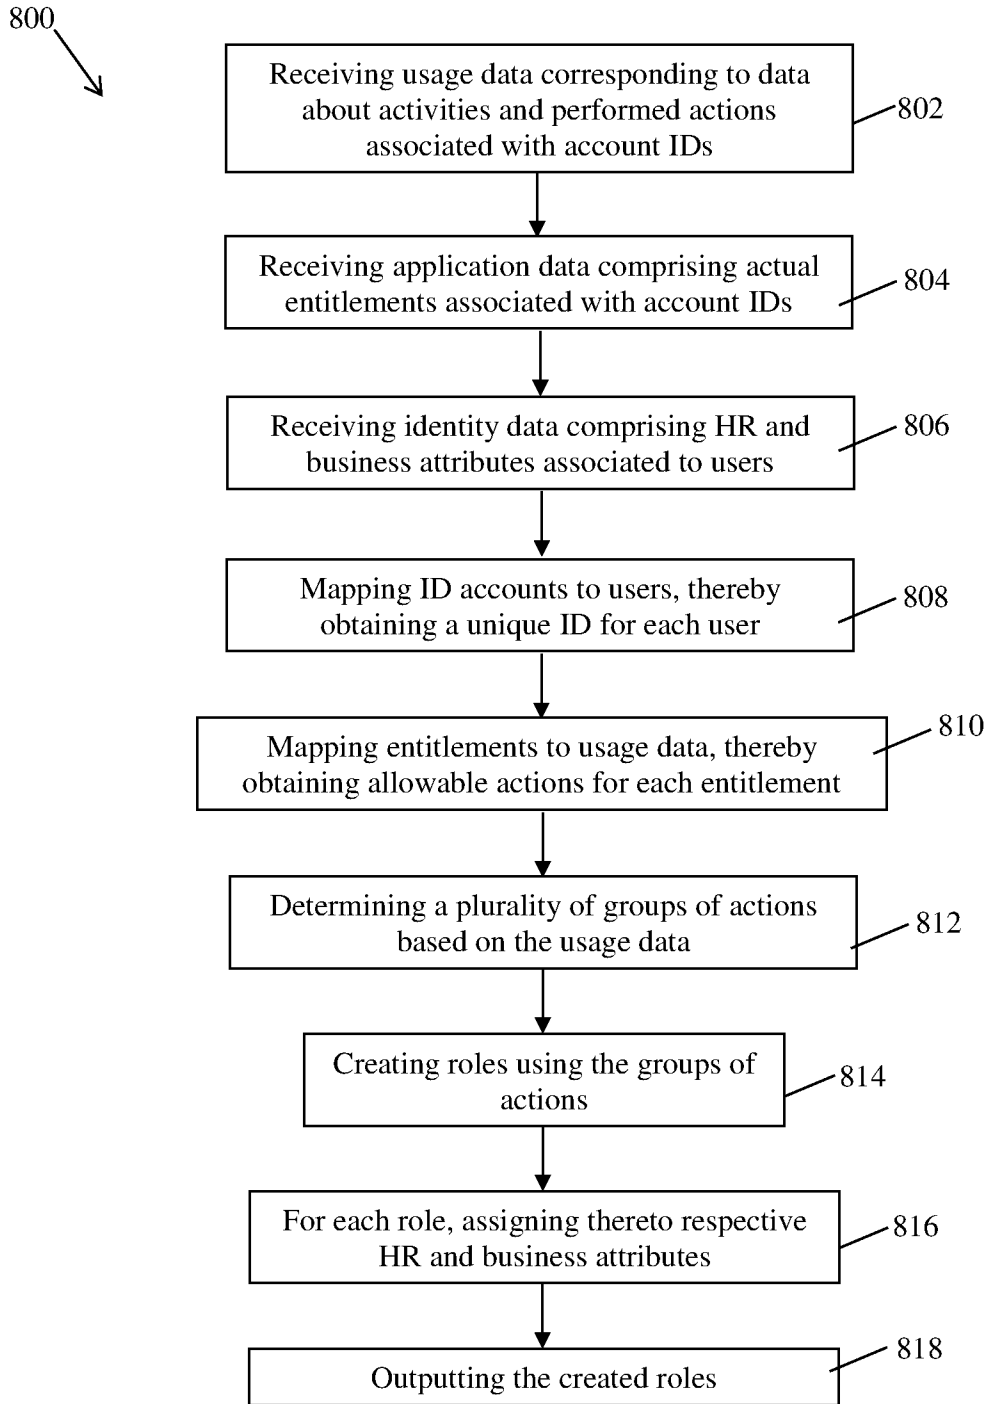 800
Receiving usage data corresponding to data
about activities and performed actions
associated with account IDs
802
Receiving application data comprising actual
entitlements associated with account IDs
804
Receiving identity data comprising HR and
business attributes associated to users
806
Mapping ID accounts to users, thereby
obtaining a unique ID for each user
808
Mapping entitlements to usage data, thereby
obtaining allowable actions for each entitlement
810
Determining a plurality of groups of actions
based on the usage data
812
Creating roles using the groups of
actions
814
For each role, assigning thereto respective
HR and business attributes
816
Outputting the created roles
818